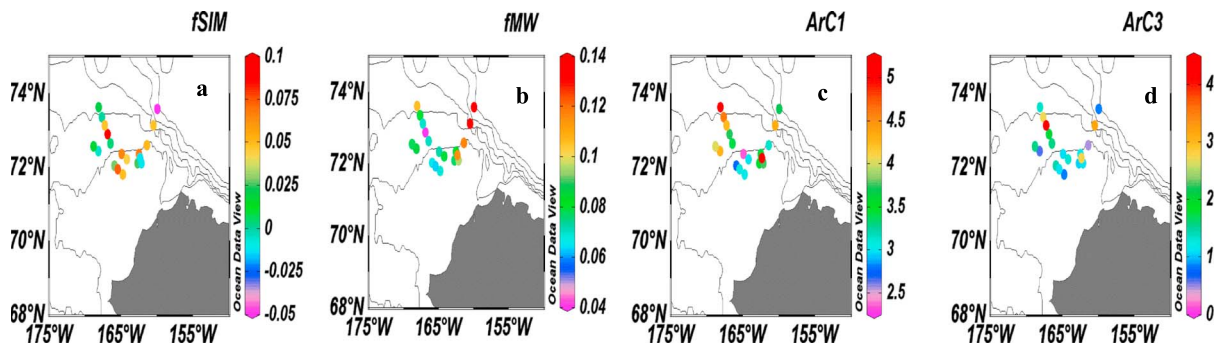 fSIM
fMW
ArC1
ArC3
a
b
c
d
74°N
72°N
70°N
68°N
175°W 165°W 155°W
0.1
0.075
0.05
0.025
0
-0.025
-0.05
Ocean Data View
74°N
72°N
70°N
68°N
175°W 165°W 155°W
0.14
0.12
0.1
0.08
0.06
0.04
Ocean Data View
74°N
72°N
70°N
68°N
175°W 165°W 155°W
5
4.5
4
3.5
3
2.5
Ocean Data View
74°N
72°N
70°N
68°N
175°W 165°W 155°W
4
3
2
1
0
Ocean Data View